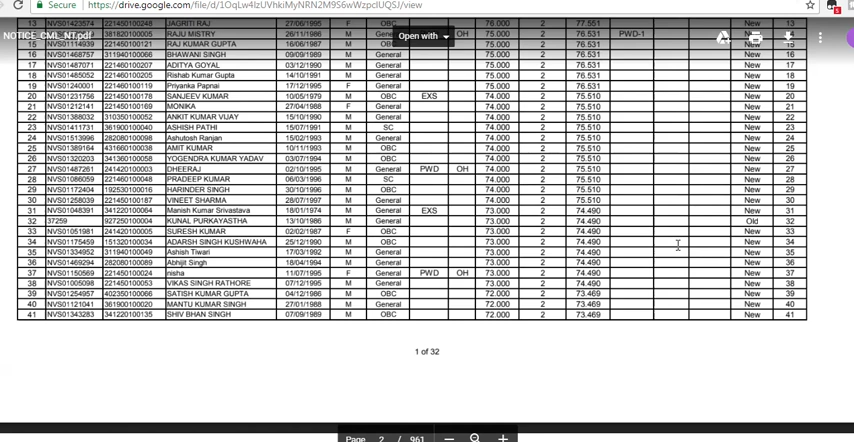 Secure https://drive.google.com/file/d/1OqLw4IzUVhkiMyNRN2M9S6wWzpcIUQSJ/view
13 NVS01423574 221450100248 JAGRITI RAJ 27/06/1995 F OBC 76.000 2 77.551 New 13
NOTICE_CML_NT.pdf Open with
381820100005 RAJU MISTRY 26/11/1986 M OH 75.000 2 76.531 PWD-1
15 NVS01114939 221450100121 RAJ KUMAR GUPTA 16/06/1987 M OBC 75.000 2 76.531 New 15
16 NVS01468757 311940100066 BHAWANI SINGH 09/09/1989 M General 75.000 2 76.531 New 16
17 NVS01487071 221460100207 ADITYA GOYAL 03/12/1990 M General 75.000 2 76.531 New 17
18 NVS01485052 221460100205 Rishab Kumar Gupta 14/10/1991 M General 75.000 2 76.531 New 18
19 NVS01240001 221460100119 Priyanka Papnai 17/12/1995 F General 75.000 2 76.531 New 19
20 NVS01231756 221450100178 SANJEEV KUMAR 10/05/1979 M OBC EXS 74.000 2 75.510 New 20
21 NVS01212141 221450100169 MONIKA 27/04/1988 F General 74.000 2 75.510 New 21
22 NVS01388032 310350100052 ANKIT KUMAR VIJAY 15/10/1990 M General 74.000 2 75.510 New 22
23 NVS01411731 361900100040 ASHISH PATHI 15/07/1991 M SC 74.000 2 75.510 New 23
24 NVS01513996 282080100098 Ashutosh Ranjan 15/02/1993 M General 74.000 2 75.510 New 24
25 NVS01389164 431660100038 AMIT KUMAR 10/11/1993 M OBC 74.000 2 75.510 New 25
26 NVS01320203 341360100058 YOGENDRA KUMAR YADAV 03/07/1994 M OBC 74.000 2 75.510 New 26
27 NVS01487261 241420100003 DHEERAJ 02/10/1995 M General PWD OH 74.000 2 75.510 New 27
28 NVS01086059 221460100048 PRADEEP KUMAR 06/03/1996 M SC 74.000 2 75.510 New 28
29 NVS01172404 192530100016 HARINDER SINGH 30/10/1996 M OBC 74.000 2 75.510 New 29
30 NVS01258039 221450100187 VINEET SHARMA 28/07/1997 M General 74.000 2 75.510 New 30
31 NVS01048391 341220100064 Manish Kumar Srivastava 18/01/1974 M General EXS 73.000 2 74.490 New 31
32 37259 927250100004 KUNAL PURKAYASTHA 13/10/1986 M General 73.000 2 74.490 Old 32
33 NVS01051981 241420100005 SURESH KUMAR 02/02/1987 F OBC 73.000 2 74.490 New 33
34 NVS01175459 151320100034 ADARSH SINGH KUSHWAHA 25/12/1990 M OBC 73.000 2 74.490 New 34
35 NVS01334952 311940100049 Ashish Tiwari 17/03/1992 M General 73.000 2 74.490 New 35
36 NVS01469294 282080100089 Abhijit Singh 18/04/1994 M General 73.000 2 74.490 New 36
37 NVS01150569 221450100024 nisha 11/07/1995 F General PWD OH 73.000 2 74.490 New 37
38 NVS01005098 221450100053 VIKAS SINGH RATHORE 07/12/1995 M General 73.000 2 74.490 New 38
39 NVS01254957 402350100066 SATISH KUMAR GUPTA 04/12/1986 M OBC 72.000 2 73.469 New 39
40 NVS01121041 361920100010 MANTU KUMAR SINGH 27/01/1988 M General 72.000 2 73.469 New 40
41 NVS01343283 341220100135 SHIV BHAN SINGH 07/09/1989 M OBC 72.000 2 73.469 New 41
1 of 32
Page 2 / 961